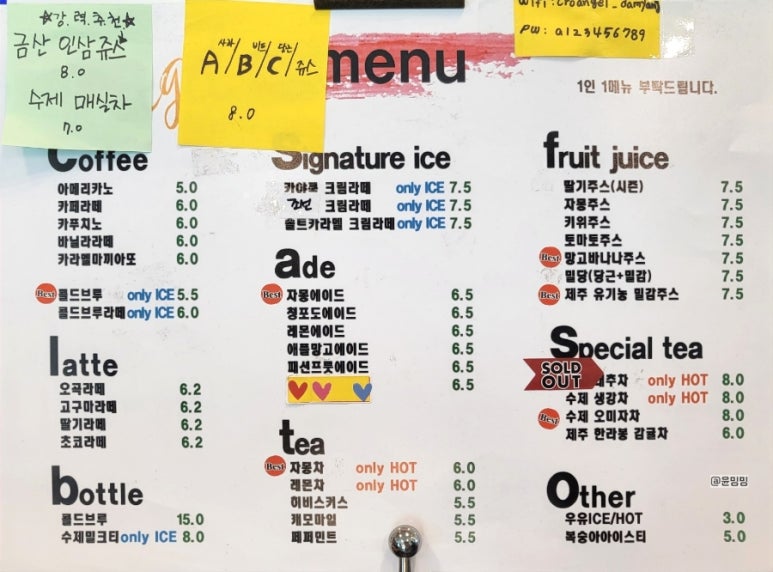 ☆강.력 추천☆
금산 인삼쥬스
8.0
수제 매실차
7.0
사과 비트 당근
A/B/C/쥬스
8.0
PW: a123456789
menu
1인 1메뉴 부탁드립니다.
Coffee
아메리카노 5.0
카페라떼 6.0
카푸치노 6.0
바닐라라떼 6.0
카라멜마끼아또 6.0
Best 콜드브루 only ICE 5.5
콜드브루라떼 only ICE 6.0
latte
오곡라떼 6.2
고구마라떼 6.2
딸기라떼 6.2
초코라떼 6.2
bottle
콜드브루 15.0
수제밀크티 only ICE 8.0
Signature ice
크림라떼 only ICE 7.5
크림라떼 only ICE 7.5
솔트카라멜 크림라떼 only ICE 7.5
ade
Best 자몽에이드 6.5
청포도에이드 6.5
레몬에이드 6.5
애플망고에이드 6.5
패션프룻에이드 6.5
6.5
tea
Best 자몽차 only HOT 6.0
레몬차 only HOT 6.0
히비스커스 5.5
캐모마일 5.5
페퍼민트 5.5
fruit juice
딸기주스(시즌) 7.5
자몽주스 7.5
키위주스 7.5
토마토주스 7.5
Best 망고바나나주스 7.5
밀당(당근+밀감) 7.5
Best 제주 유기농 밀감주스 7.5
Special tea
SOLD OUT 대추차 only HOT 8.0
수제 생강차 only HOT 8.0
Best 수제 오미자차 8.0
제주 한라봉 감귤차 6.0
Other
우유ICE/HOT 3.0
복숭아아이스티 5.0
@윤밈밈